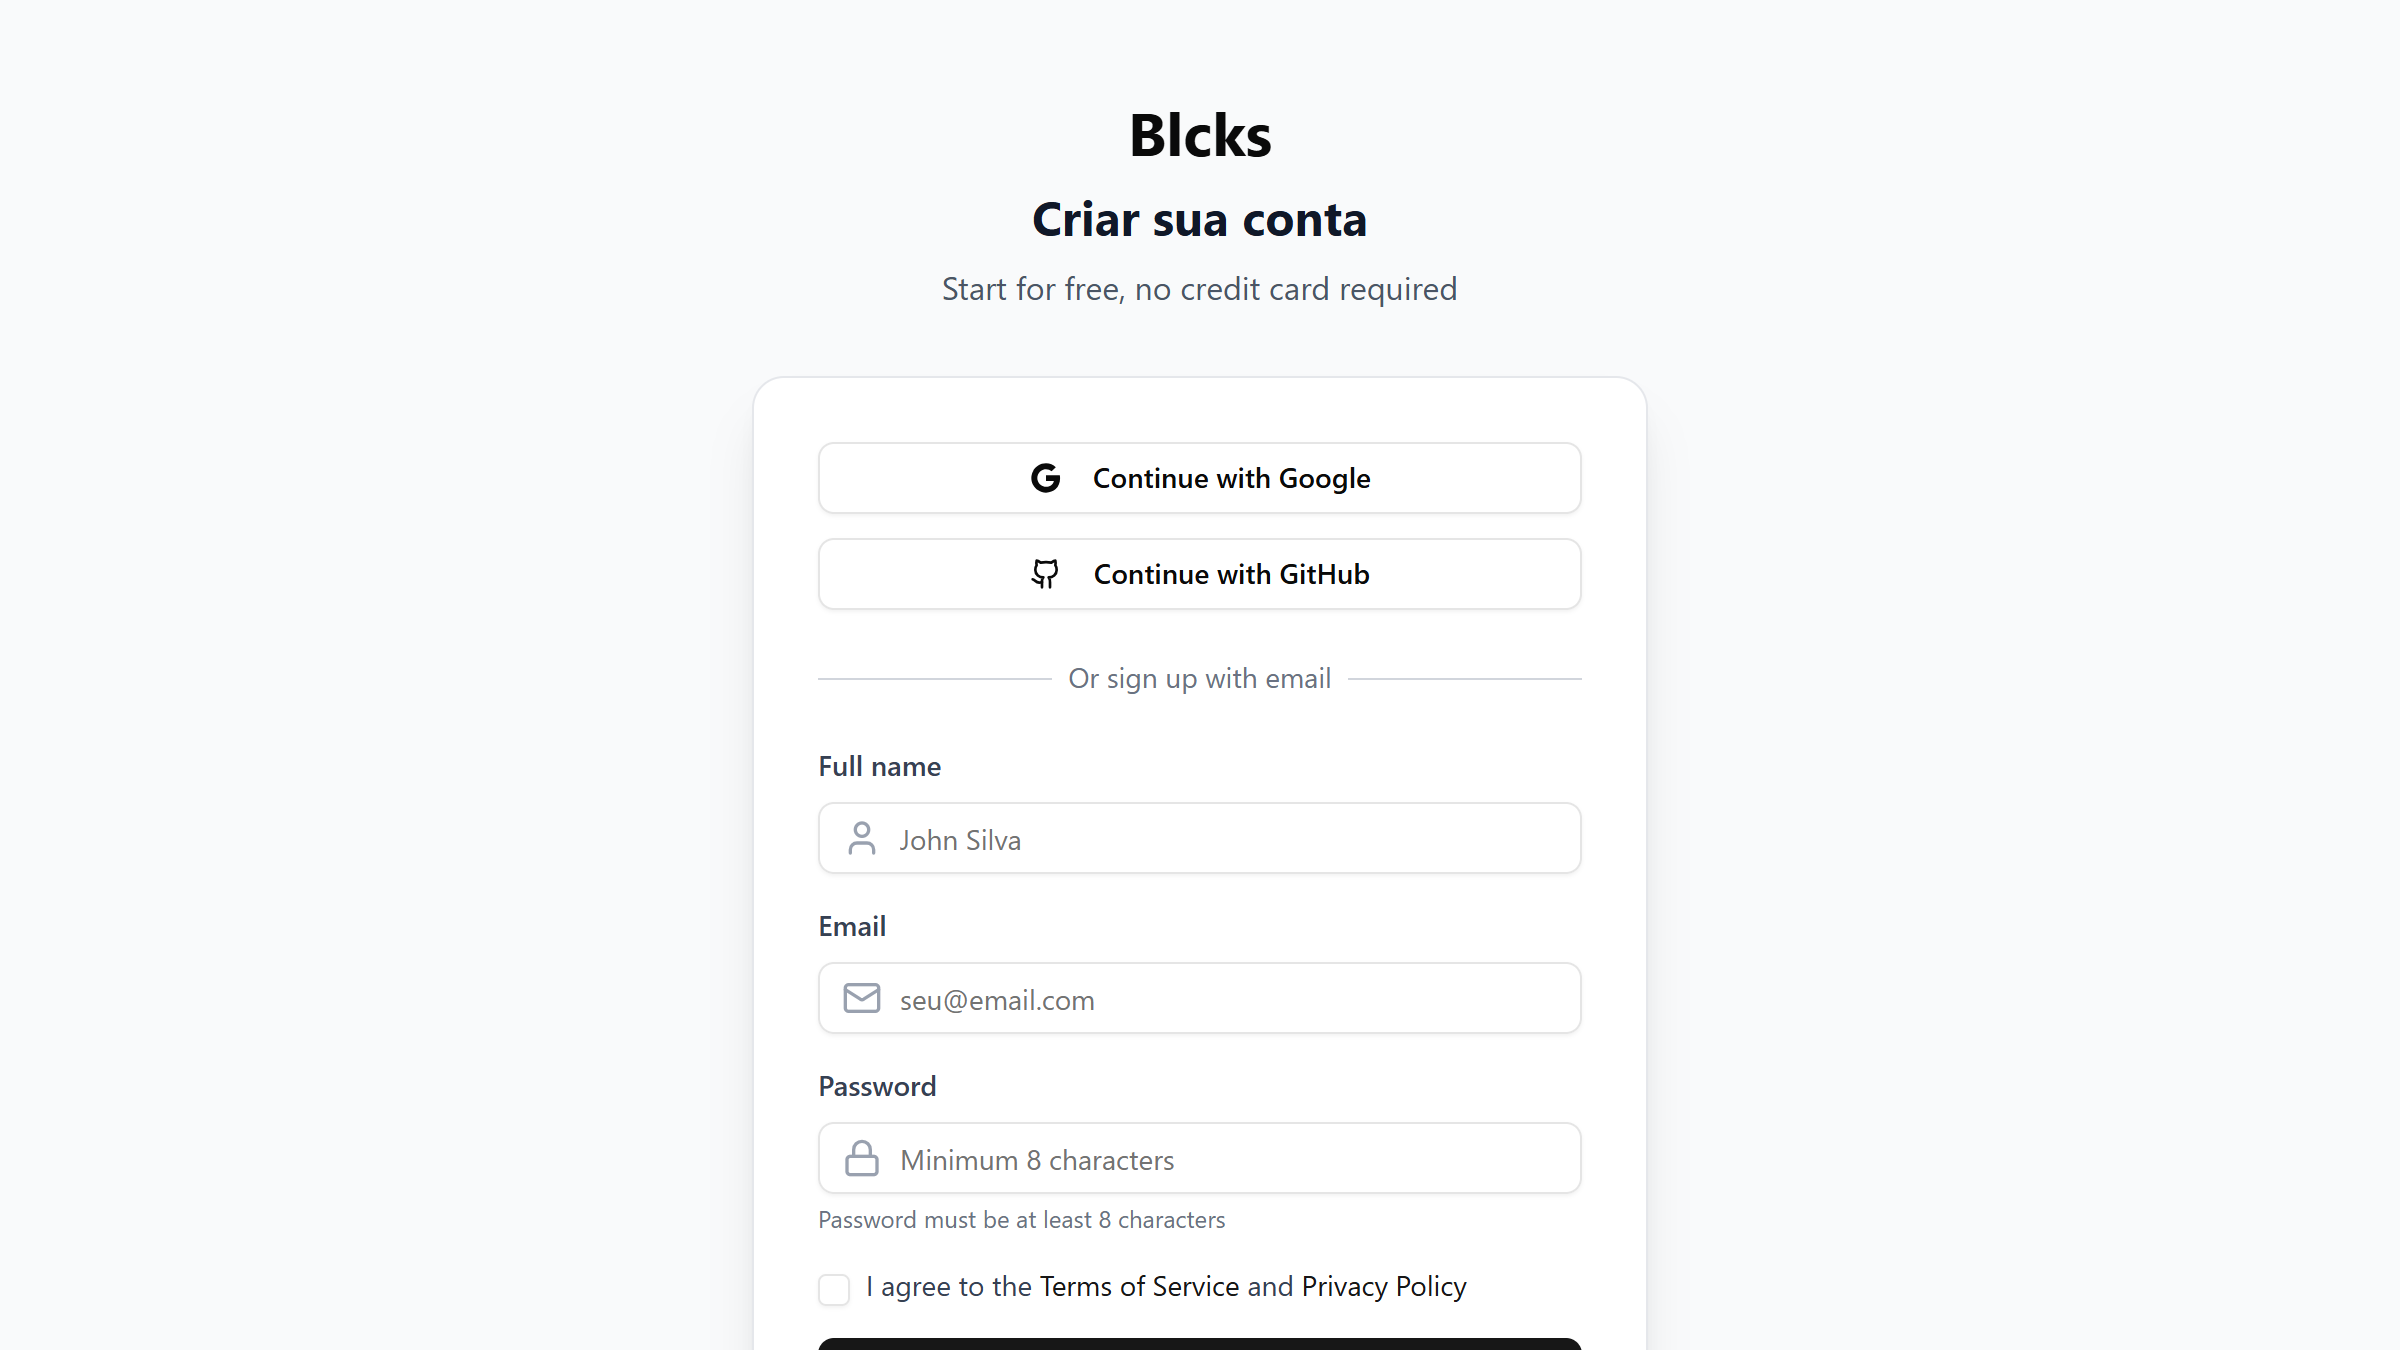 Blcks
Criar sua conta
Start for free, no credit card required
Continue with Google
Continue with GitHub
Or sign up with email
Full name
John Silva
Email
seu@email.com
Password
Minimum 8 characters
Password must be at least 8 characters
I agree to the Terms of Service and Privacy Policy